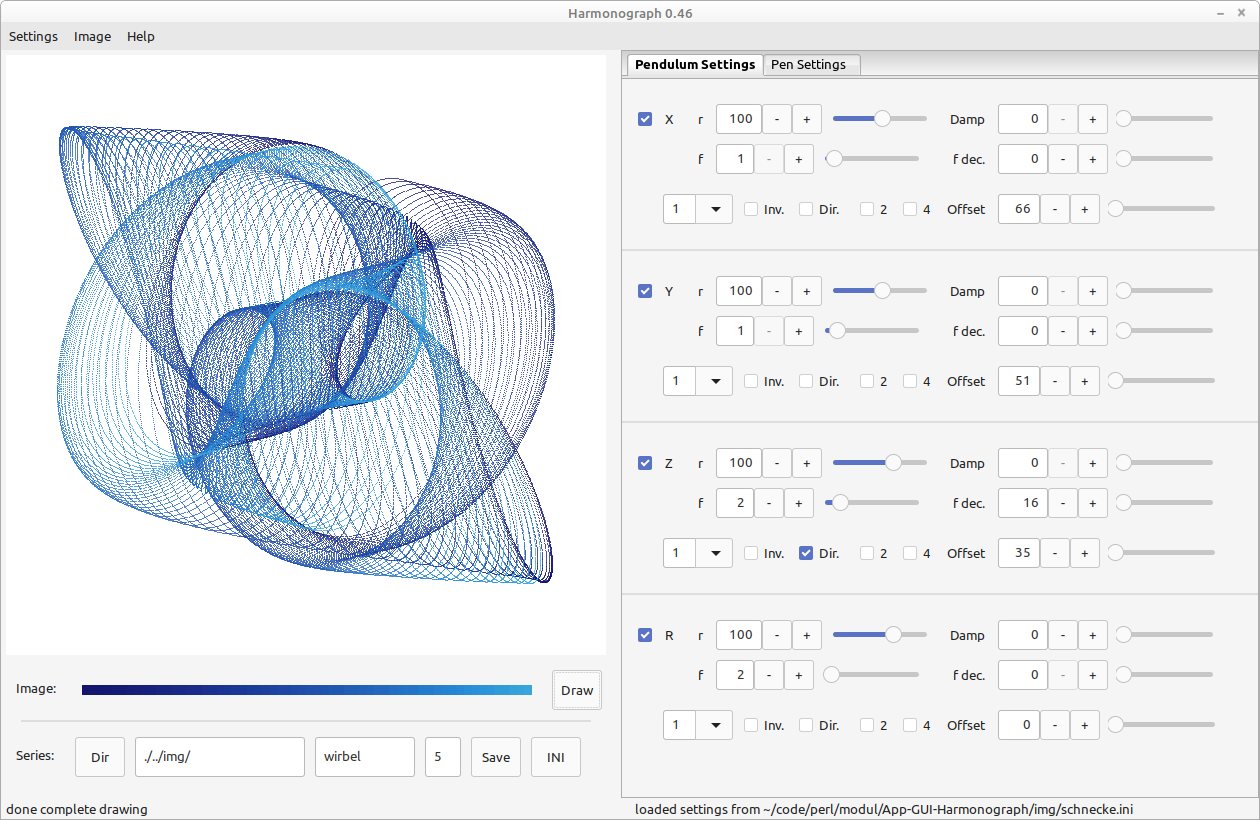 Harmonograph 0.46
Settings Image Help
Pendulum Settings Pen Settings
X r 100 - + Damp 0 - +
f 1 - + f dec. 0 - +
1 Inv. Dir. 2 4 Offset 66 - +
Y r 100 - + Damp 0 - +
f 1 - + f dec. 0 - +
1 Inv. Dir. 2 4 Offset 51 - +
Z r 100 - + Damp 0 - +
f 2 - + f dec. 16 - +
1 Inv. Dir. 2 4 Offset 35 - +
R r 100 - + Damp 0 - +
f 2 - + f dec. 0 - +
1 Inv. Dir. 2 4 Offset 0 - +
Image: Draw
Series: Dir ./../img/ wirbel 5 Save INI
done complete drawing
loaded settings from ~/code/perl/modul/App-GUI-Harmonograph/img/schnecke.ini